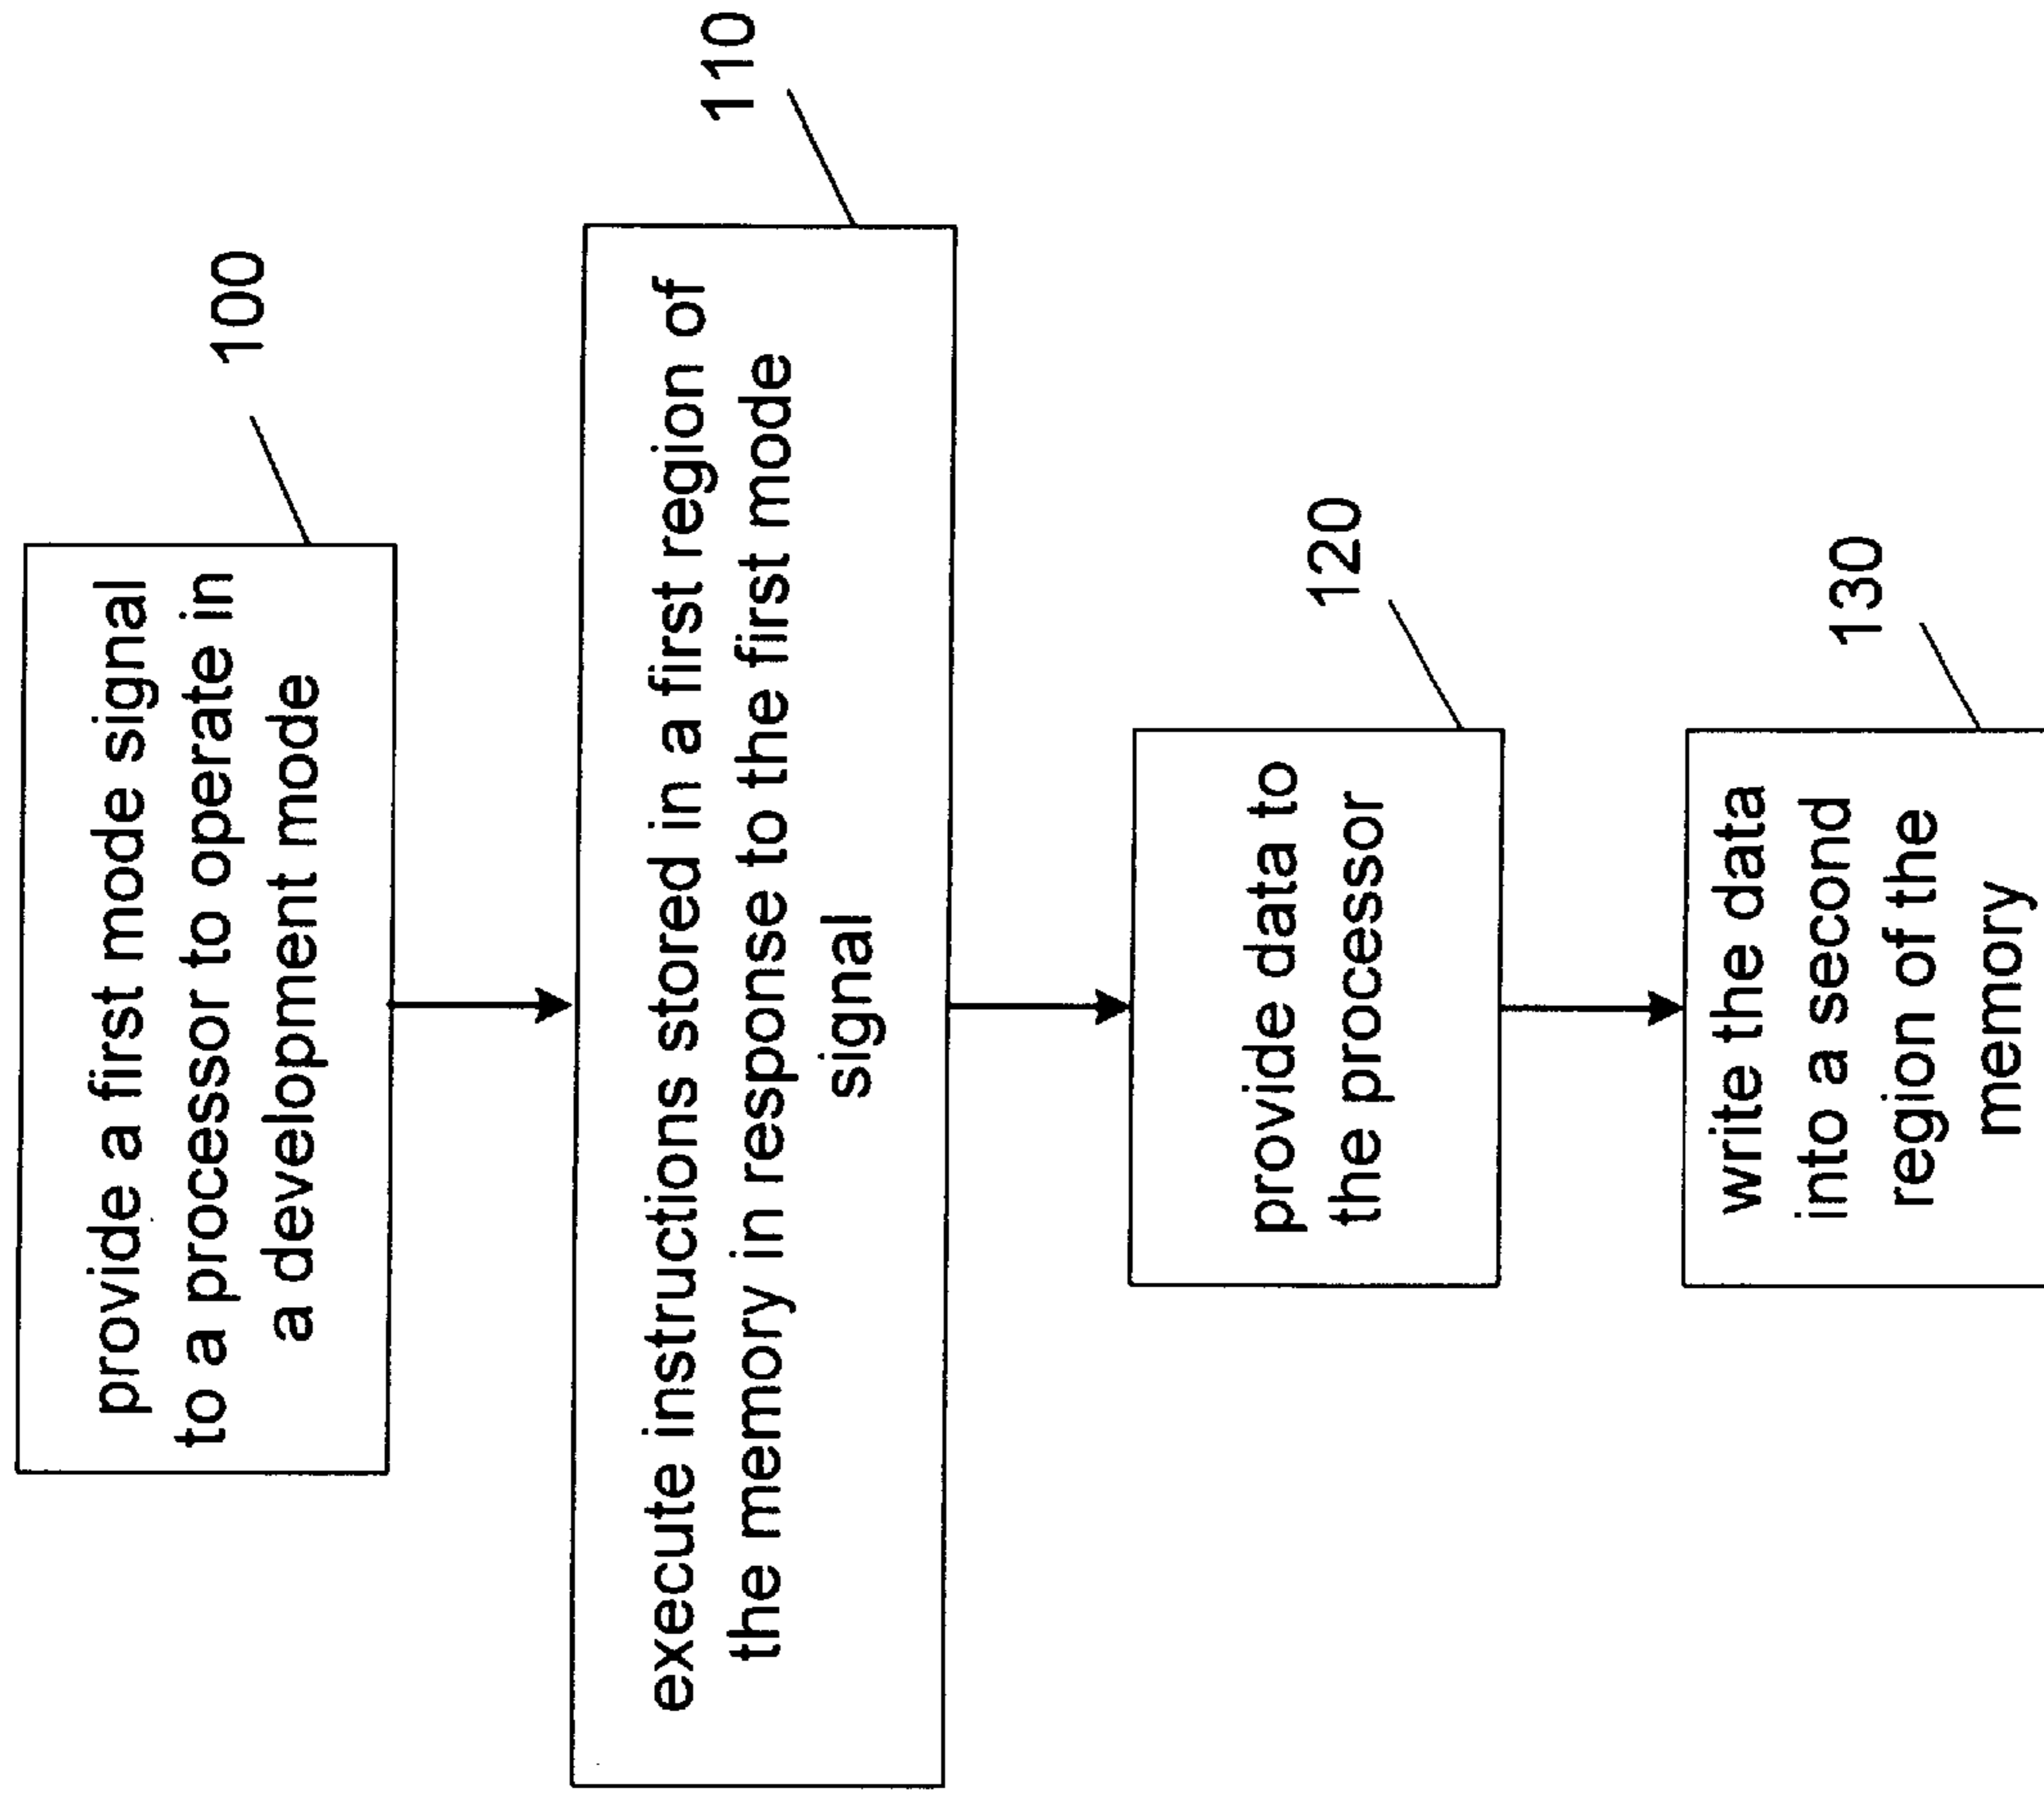 provide a first mode signal
to a processor to operate in
a development mode
100
execute instructions stored in a first region of
the memory in response to the first mode
signal
110
provide data to
the processor
120
write the data
into a second
region of the
memory
130